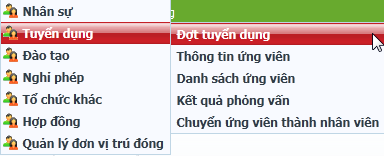 Nhân sự
Tuyển dụng
Đào tạo
Nghỉ phép
Tổ chức khác
Hợp đồng
Quản lý đơn vị trú đóng
Đợt tuyển dụng
Thông tin ứng viên
Danh sách ứng viên
Kết quả phỏng vấn
Chuyển ứng viên thành nhân viên